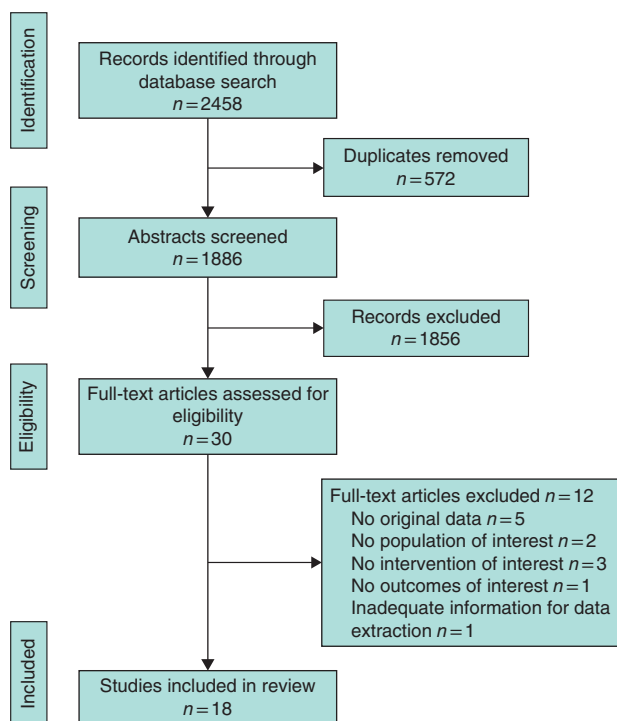 Identification
Records identified through
database search
n=2458
Duplicates removed
n=572
Screening
Abstracts screened
n=1886
Records excluded
n=1856
Eligibility
Full-text articles assessed for
eligibility
n=30
Full-text articles excluded n=12
No original data n=5
No population of interest n=2
No intervention of interest n=3
No outcomes of interest n=1
Inadequate information for data
extraction n=1
Included
Studies included in review
n=18